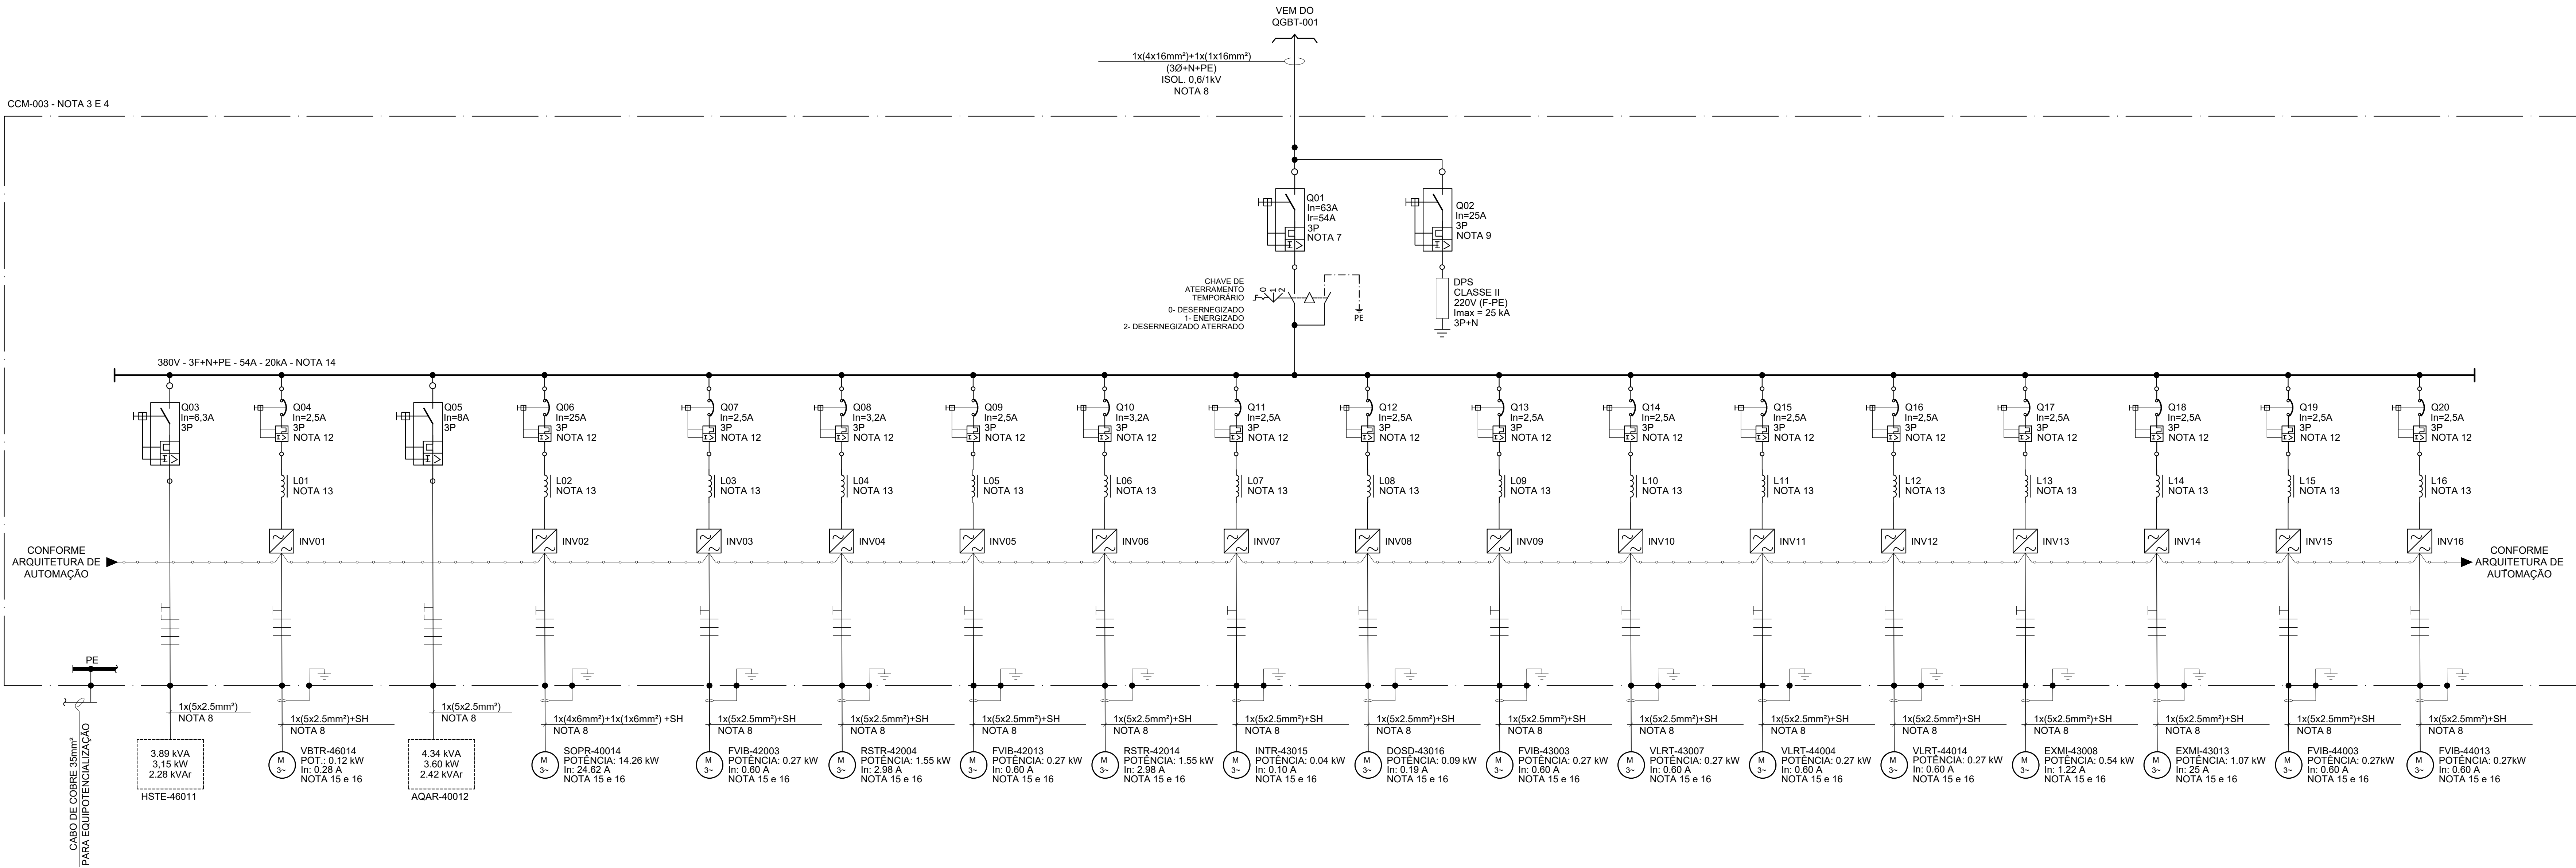 VEM DO
QGBT-001
1x(4x16mm²)+1x(1x16mm²)
(3Ø+N+PE)
ISOL. 0,6/1kV
NOTA 8
CCM-003 - NOTA 3 E 4
Q01
In=63A
Ir=54A
3P
NOTA 7
Q02
In=25A
3P
NOTA 9
CHAVE DE
ATERRAMENTO
TEMPORÁRIO
0 1 2
0- DESERNEGIZADO
1- ENERGIZADO
2- DESERNEGIZADO ATERRADO
PE
DPS
CLASSE II
220V (F-PE)
Imax = 25 kA
3P+N
380V - 3F+N+PE - 54A - 20kA - NOTA 14
Q03
In=6,3A
3P
Q04
In=2,5A
3P
NOTA 12
Q05
In=8A
3P
Q06
In=25A
3P
NOTA 12
Q07
In=2,5A
3P
NOTA 12
Q08
In=3,2A
3P
NOTA 12
Q09
In=2,5A
3P
NOTA 12
Q10
In=3,2A
3P
NOTA 12
Q11
In=2,5A
3P
NOTA 12
Q12
In=2,5A
3P
NOTA 12
Q13
In=2,5A
3P
NOTA 12
Q14
In=2,5A
3P
NOTA 12
Q15
In=2,5A
3P
NOTA 12
Q16
In=2,5A
3P
NOTA 12
Q17
In=2,5A
3P
NOTA 12
Q18
In=2,5A
3P
NOTA 12
Q19
In=2,5A
3P
NOTA 12
Q20
In=2,5A
3P
NOTA 12
L01
NOTA 13
L02
NOTA 13
L03
NOTA 13
L04
NOTA 13
L05
NOTA 13
L06
NOTA 13
L07
NOTA 13
L08
NOTA 13
L09
NOTA 13
L10
NOTA 13
L11
NOTA 13
L12
NOTA 13
L13
NOTA 13
L14
NOTA 13
L15
NOTA 13
L16
NOTA 13
INV01
INV02
INV03
INV04
INV05
INV06
INV07
INV08
INV09
INV10
INV11
INV12
INV13
INV14
INV15
INV16
CONFORME
ARQUITETURA DE
AUTOMAÇÃO
CONFORME
ARQUITETURA DE
AUTOMAÇÃO
PE
CABO DE COBRE 35mm²
PARA EQUIPOTENCIALIZAÇÃO
1x(5x2.5mm²)
NOTA 8
3.89 kVA
3,15 kW
2.28 kVAr
HSTE-46011
1x(5x2.5mm²)+SH
NOTA 8
M
3~
VBTR-46014
POT.: 0.12 kW
In: 0.28 A
NOTA 15 e 16
1x(5x2.5mm²)
NOTA 8
4.34 kVA
3.60 kW
2.42 kVAr
AQAR-40012
1x(4x6mm²)+1x(1x6mm²) +SH
NOTA 8
M
3~
SOPR-40014
POTÊNCIA: 14.26 kW
In: 24.62 A
NOTA 15 e 16
1x(5x2.5mm²)+SH
NOTA 8
M
3~
FVIB-42003
POTÊNCIA: 0.27 kW
In: 0.60 A
NOTA 15 e 16
1x(5x2.5mm²)+SH
NOTA 8
M
3~
RSTR-42004
POTÊNCIA: 1.55 kW
In: 2.98 A
NOTA 15 e 16
1x(5x2.5mm²)+SH
NOTA 8
M
3~
FVIB-42013
POTÊNCIA: 0.27 kW
In: 0.60 A
NOTA 15 e 16
1x(5x2.5mm²)+SH
NOTA 8
M
3~
RSTR-42014
POTÊNCIA: 1.55 kW
In: 2.98 A
NOTA 15 e 16
1x(5x2.5mm²)+SH
NOTA 8
M
3~
INTR-43015
POTÊNCIA: 0.04 kW
In: 0.10 A
NOTA 15 e 16
1x(5x2.5mm²)+SH
NOTA 8
M
3~
DOSD-43016
POTÊNCIA: 0.09 kW
In: 0.19 A
NOTA 15 e 16
1x(5x2.5mm²)+SH
NOTA 8
M
3~
FVIB-43003
POTÊNCIA: 0.27 kW
In: 0.60 A
NOTA 15 e 16
1x(5x2.5mm²)+SH
NOTA 8
M
3~
VLRT-43007
POTÊNCIA: 0.27 kW
In: 0.60 A
NOTA 15 e 16
1x(5x2.5mm²)+SH
NOTA 8
M
3~
VLRT-44004
POTÊNCIA: 0.27 kW
In: 0.60 A
NOTA 15 e 16
1x(5x2.5mm²)+SH
NOTA 8
M
3~
VLRT-44014
POTÊNCIA: 0.27 kW
In: 0.60 A
NOTA 15 e 16
1x(5x2.5mm²)+SH
NOTA 8
M
3~
EXMI-43008
POTÊNCIA: 0.54 kW
In: 1.22 A
NOTA 15 e 16
1x(5x2.5mm²)+SH
NOTA 8
M
3~
EXMI-43013
POTÊNCIA: 1.07 kW
In: 25 A
NOTA 15 e 16
1x(5x2.5mm²)+SH
NOTA 8
M
3~
FVIB-44003
POTÊNCIA: 0.27kW
In: 0.60 A
NOTA 15 e 16
1x(5x2.5mm²)+SH
NOTA 8
M
3~
FVIB-44013
POTÊNCIA: 0.27kW
In: 0.60 A
NOTA 15 e 16